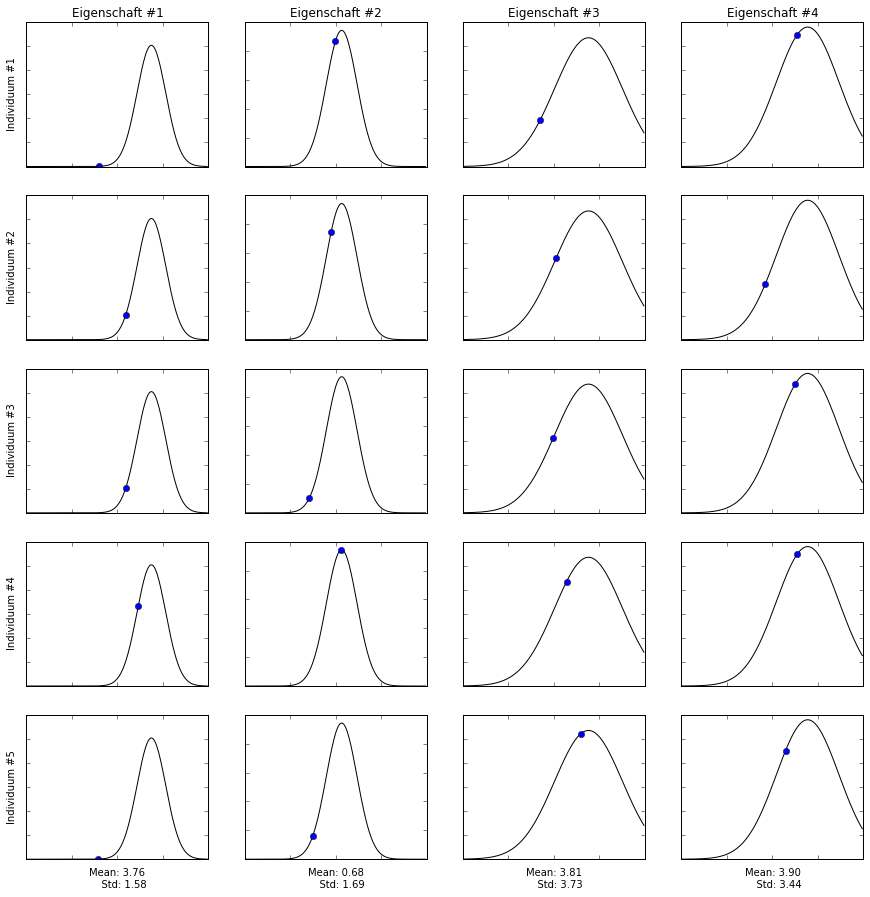 Eigenschaft #1
Eigenschaft #2
Eigenschaft #3
Eigenschaft #4
Individuum #1
Individuum #2
Individuum #3
Individuum #4
Individuum #5
Mean: 3.76
Std: 1.58
Mean: 0.68
Std: 1.69
Mean: 3.81
Std: 3.73
Mean: 3.90
Std: 3.44